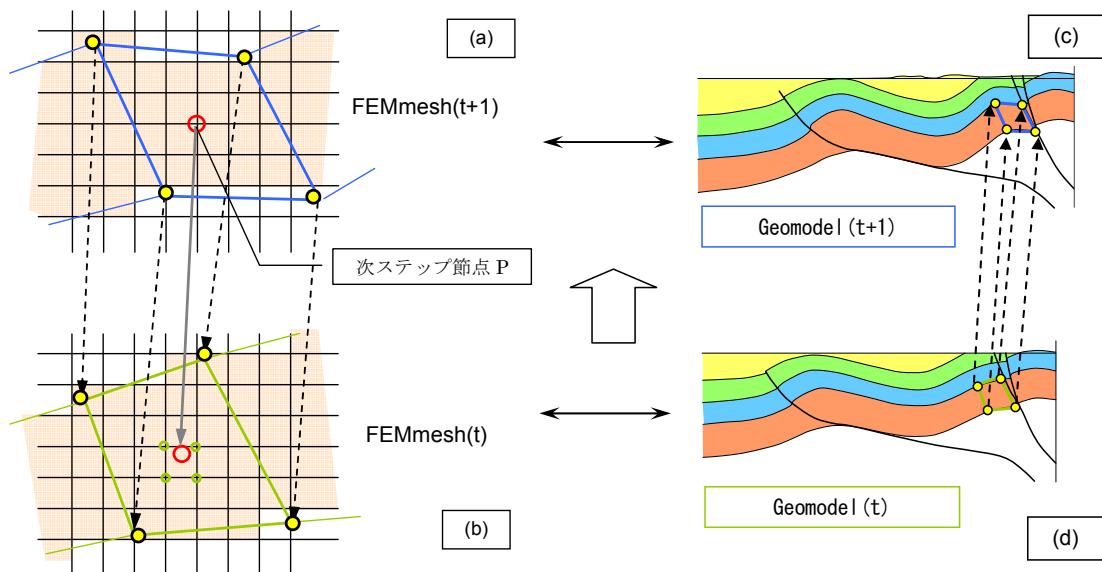 (a)
(c)
FEMmesh(t+1)
Geomodel(t+1)
次ステップ節点 P
FEMmesh(t)
Geomodel(t)
(b)
(d)